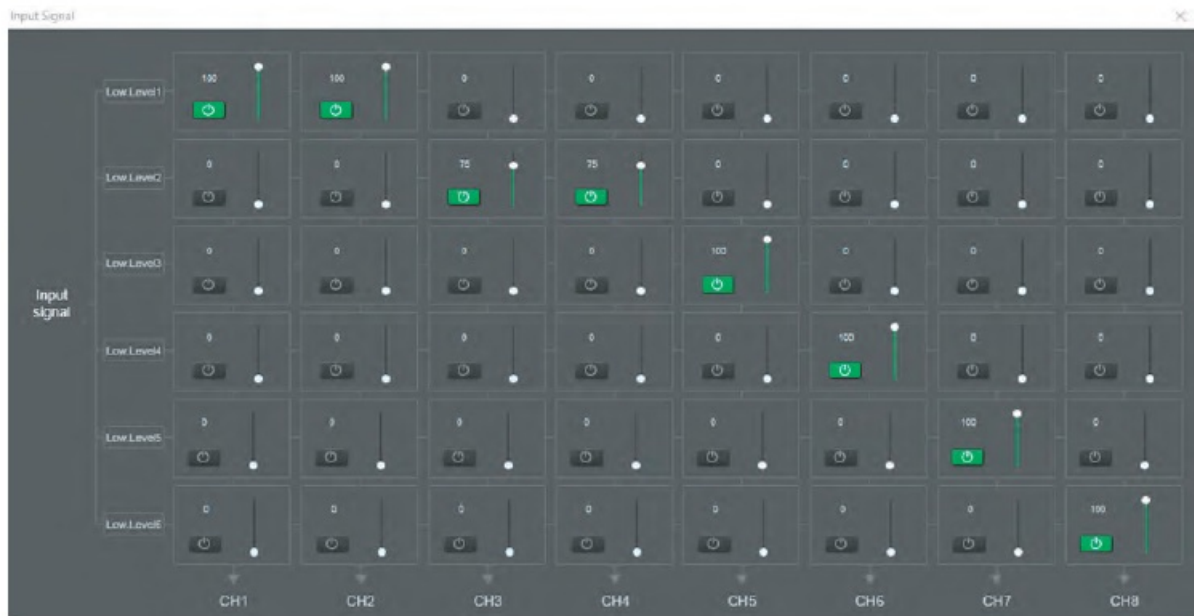 Input Signal
100 100 0 0 0 0 0 0
Low.Level1
0 0 75 75 0 0 0 0
Low.Level2
0 0 0 0 100 0 0 0
Low.Level3
Input
signal
0 0 0 0 0 100 0 0
Low.Level4
0 0 0 0 0 0 100 0
Low.Level5
0 0 0 0 0 0 0 100
Low.Level6
CH1 CH2 CH3 CH4 CH5 CH6 CH7 CH8